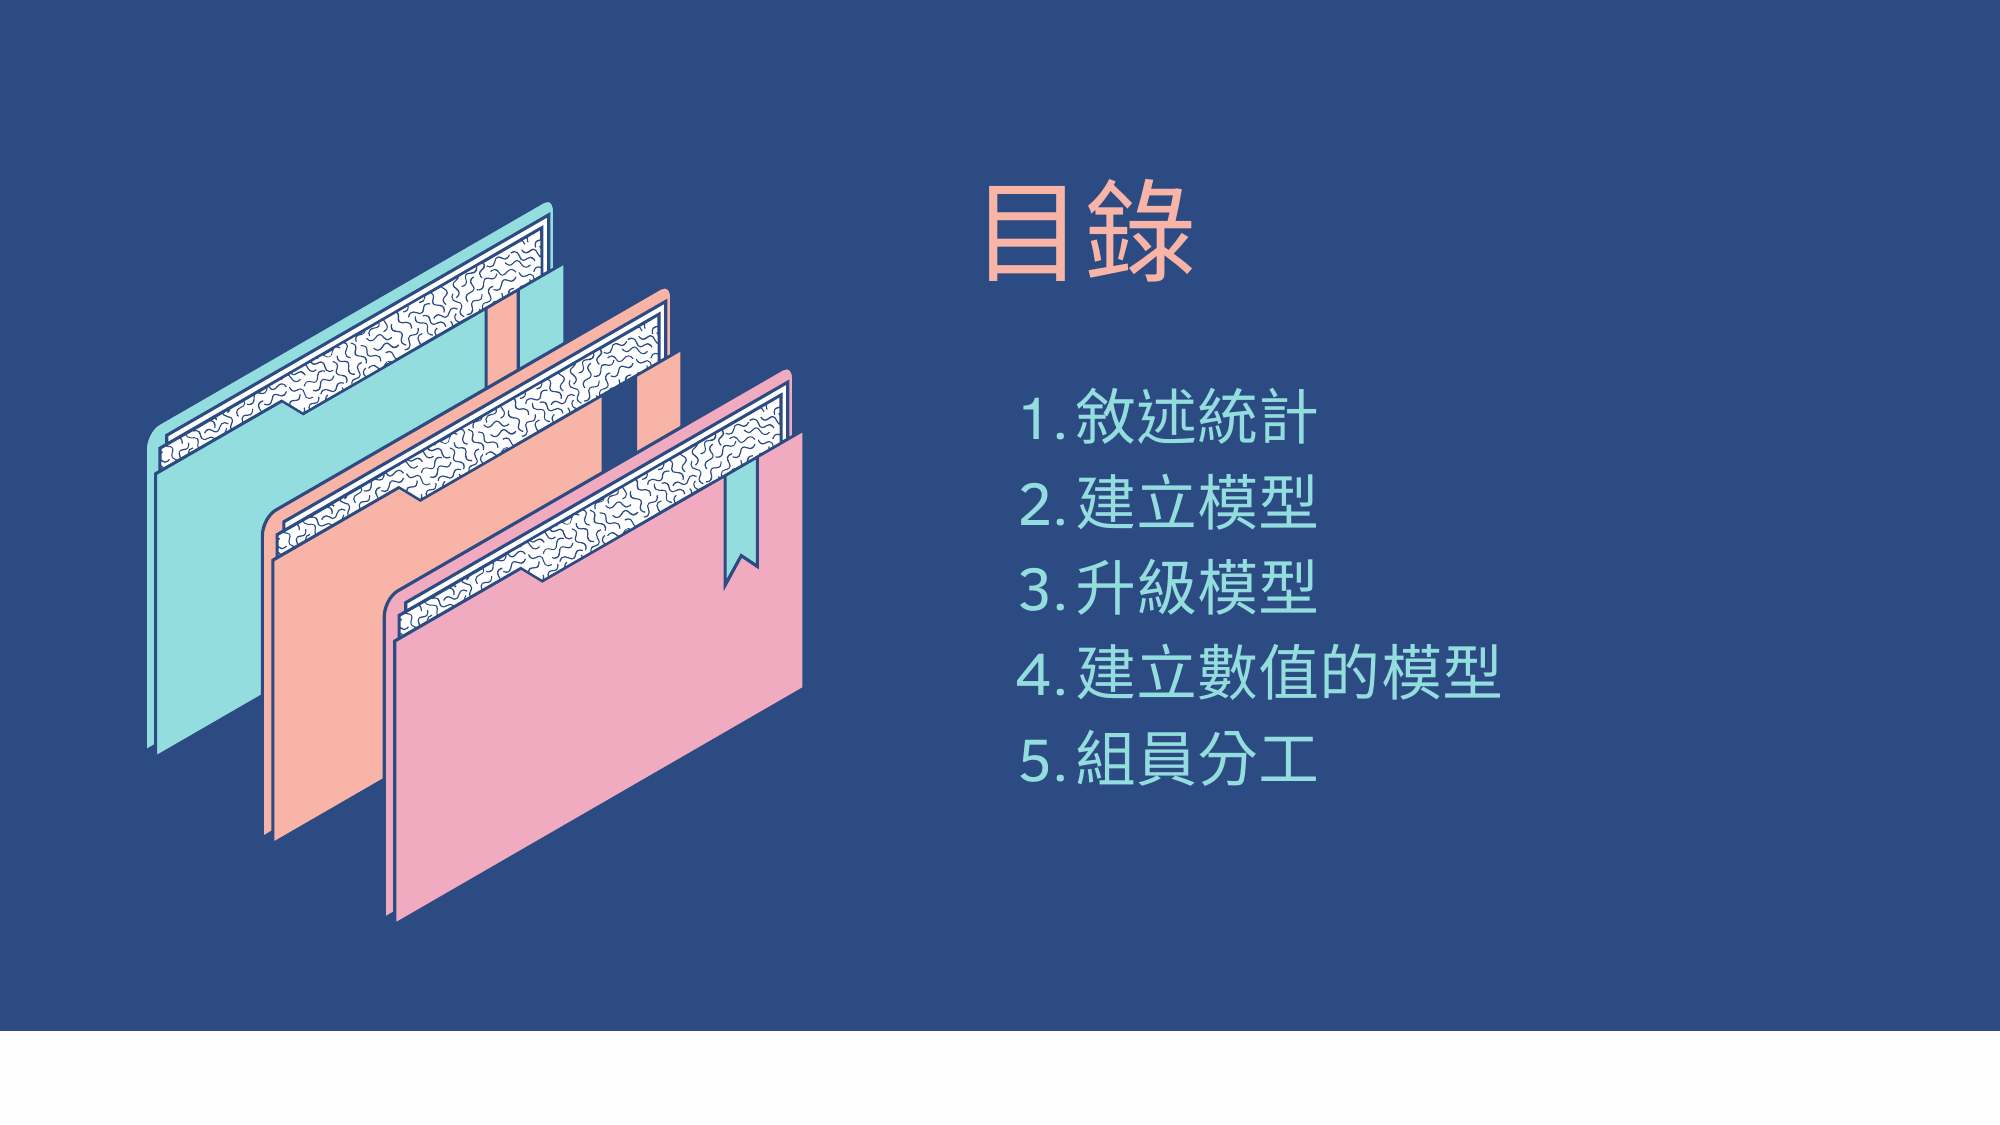 目錄
1. 敘述統計
2. 建立模型
3. 升級模型
4. 建立數值的模型
5. 組員分工